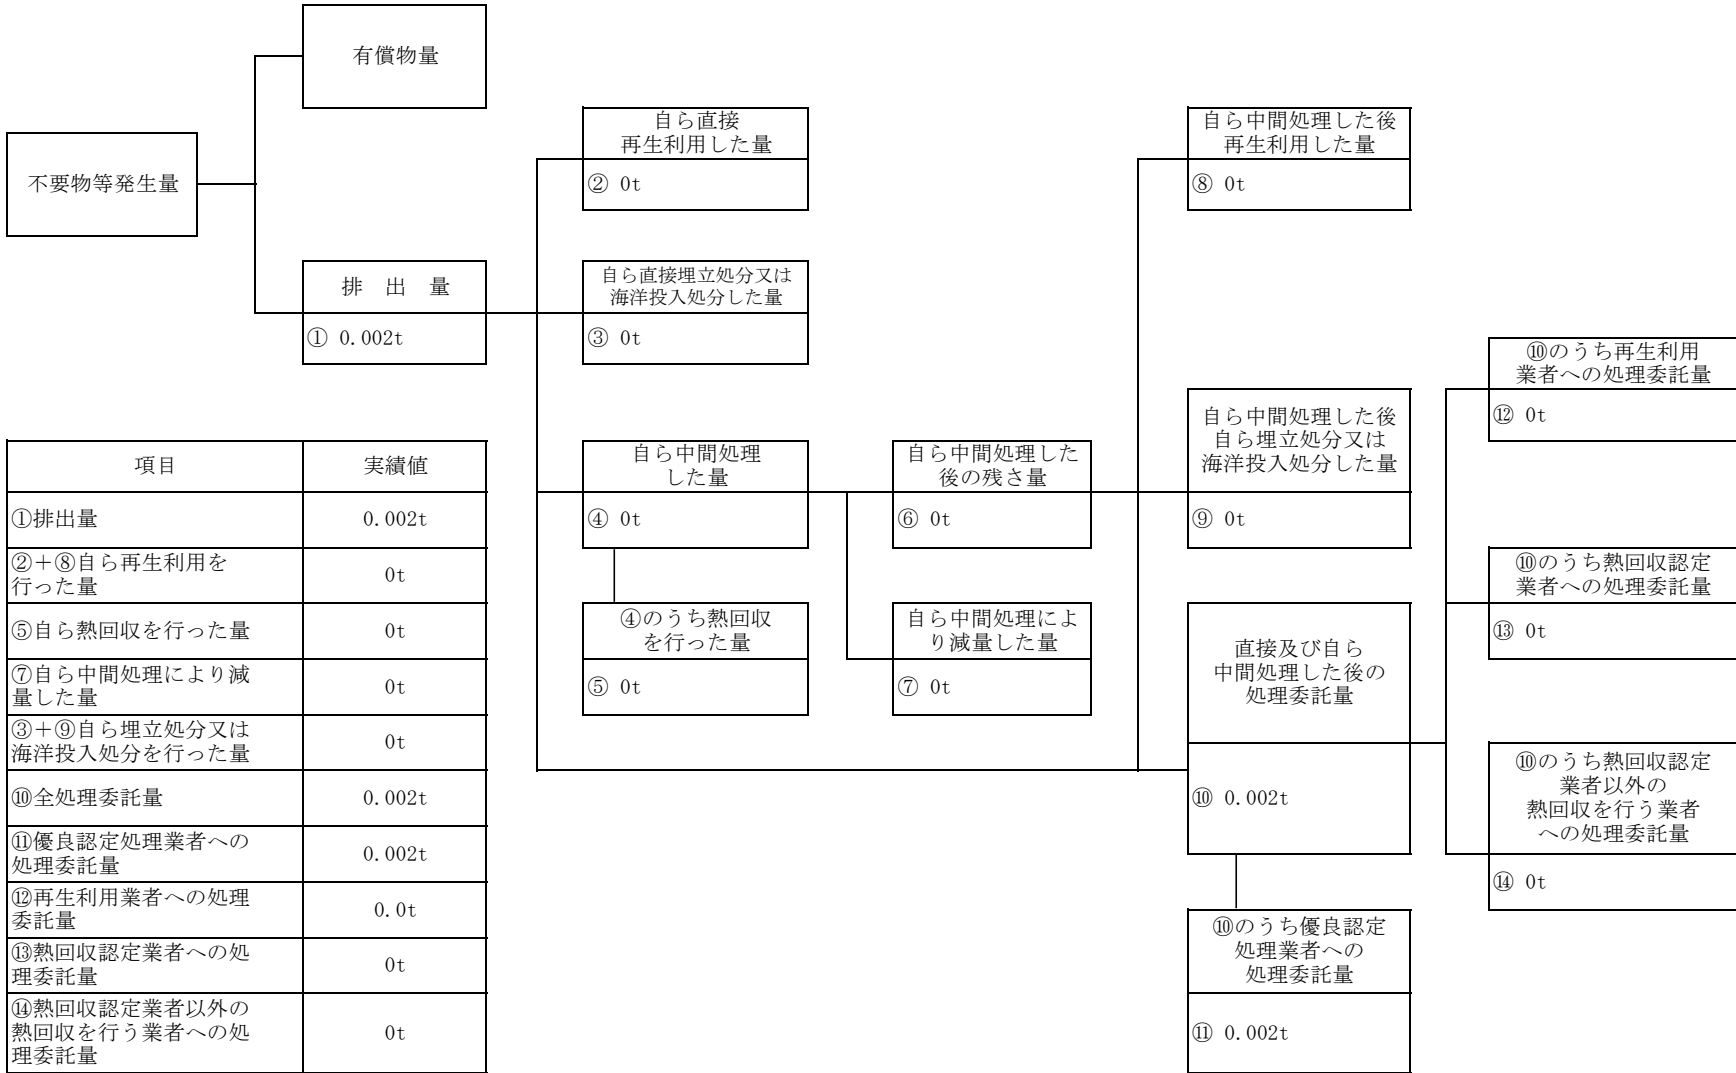 有償物量
不要物等発生量
排　出　量
① 0.002t
自ら直接
再生利用した量
② 0t
自ら直接埋立処分又は
海洋投入処分した量
③ 0t
自ら中間処理
した量
④ 0t
④のうち熱回収
を行った量
⑤ 0t
自ら中間処理した
後の残さ量
⑥ 0t
自ら中間処理によ
り減量した量
⑦ 0t
自ら中間処理した後
再生利用した量
⑧ 0t
自ら中間処理した後
自ら埋立処分又は
海洋投入処分した量
⑨ 0t
直接及び自ら
中間処理した後の
処理委託量
⑩ 0.002t
⑩のうち優良認定
処理業者への
処理委託量
⑪ 0.002t
⑩のうち再生利用
業者への処理委託量
⑫ 0t
⑩のうち熱回収認定
業者への処理委託量
⑬ 0t
⑩のうち熱回収認定
業者以外の
熱回収を行う業者
への処理委託量
⑭ 0t
項目 実績値
①排出量 0.002t
②＋⑧自ら再生利用を
行った量 0t
⑤自ら熱回収を行った量 0t
⑦自ら中間処理により減
量した量 0t
③＋⑨自ら埋立処分又は
海洋投入処分を行った量 0t
⑩全処理委託量 0.002t
⑪優良認定処理業者への
処理委託量 0.002t
⑫再生利用業者への処理
委託量 0.0t
⑬熱回収認定業者への処
理委託量 0t
⑭熱回収認定業者以外の
熱回収を行う業者への処
理委託量 0t